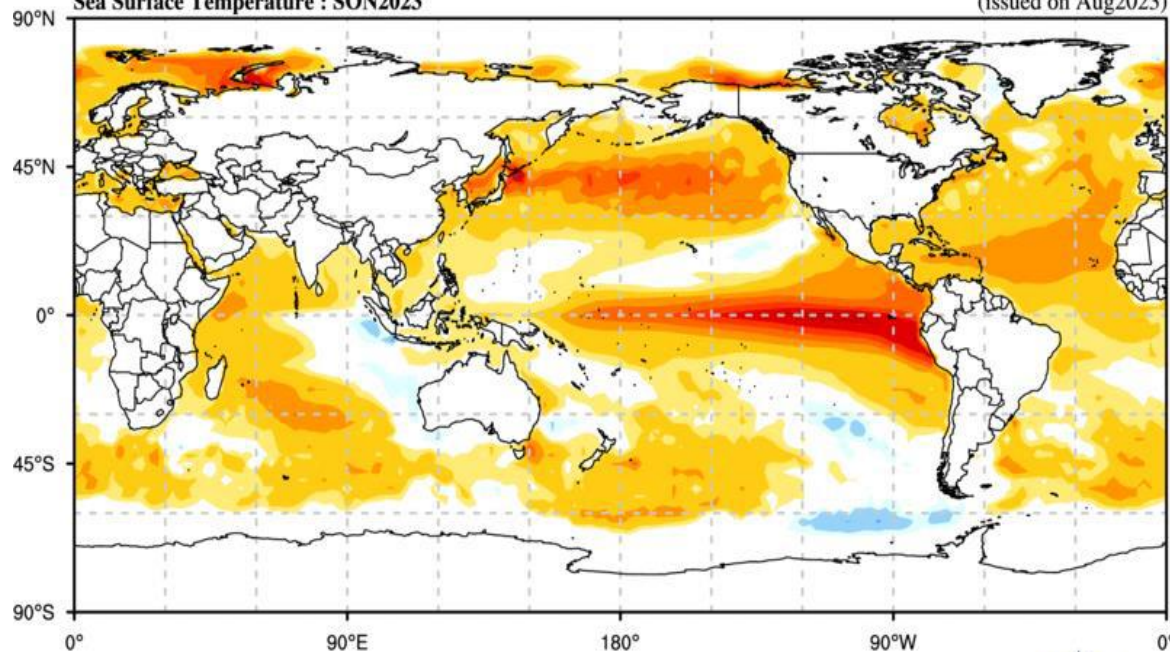 Sea Surface Temperature : SON2023
(issued on Aug2023)
90°N
45°N
0°
45°S
90°S
0°
90°E
180°
90°W
0°